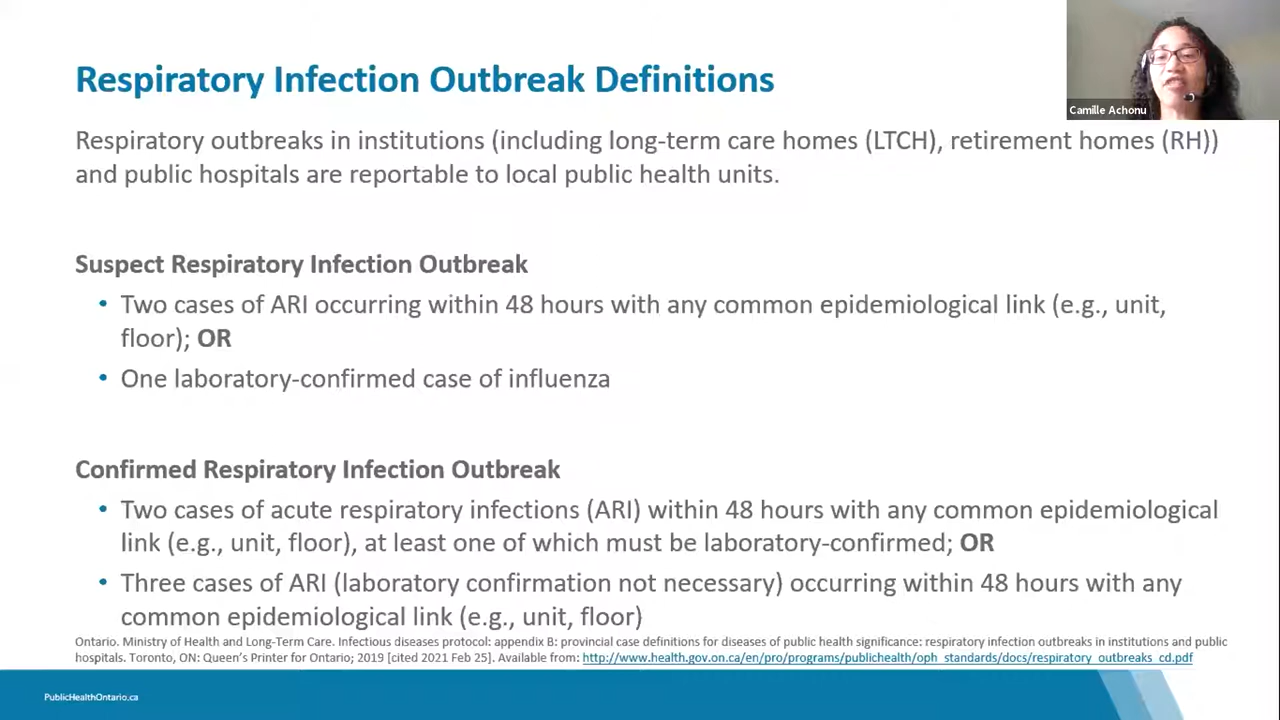 Respiratory Infection Outbreak Definitions
Camille Achonu
Respiratory outbreaks in institutions (including long-term care homes (LTCH), retirement homes (RH))
and public hospitals are reportable to local public health units.
Suspect Respiratory Infection Outbreak
• Two cases of ARI occurring within 48 hours with any common epidemiological link (e.g., unit,
floor); OR
• One laboratory-confirmed case of influenza
Confirmed Respiratory Infection Outbreak
• Two cases of acute respiratory infections (ARI) within 48 hours with any common epidemiological
link (e.g., unit, floor), at least one of which must be laboratory-confirmed; OR
• Three cases of ARI (laboratory confirmation not necessary) occurring within 48 hours with any
common epidemiological link (e.g., unit, floor)
Ontario. Ministry of Health and Long-Term Care. Infectious diseases protocol: appendix B: provincial case definitions for diseases of public health significance: respiratory infection outbreaks in institutions and public
hospitals. Toronto, ON: Queen's Printer for Ontario; 2019 [cited 2021 Feb 25]. Available from: http://www.health.gov.on.ca/en/pro/programs/publichealth/oph_standards/docs/respiratory_outbreaks_cd.pdf
PublicHealthOntario.ca